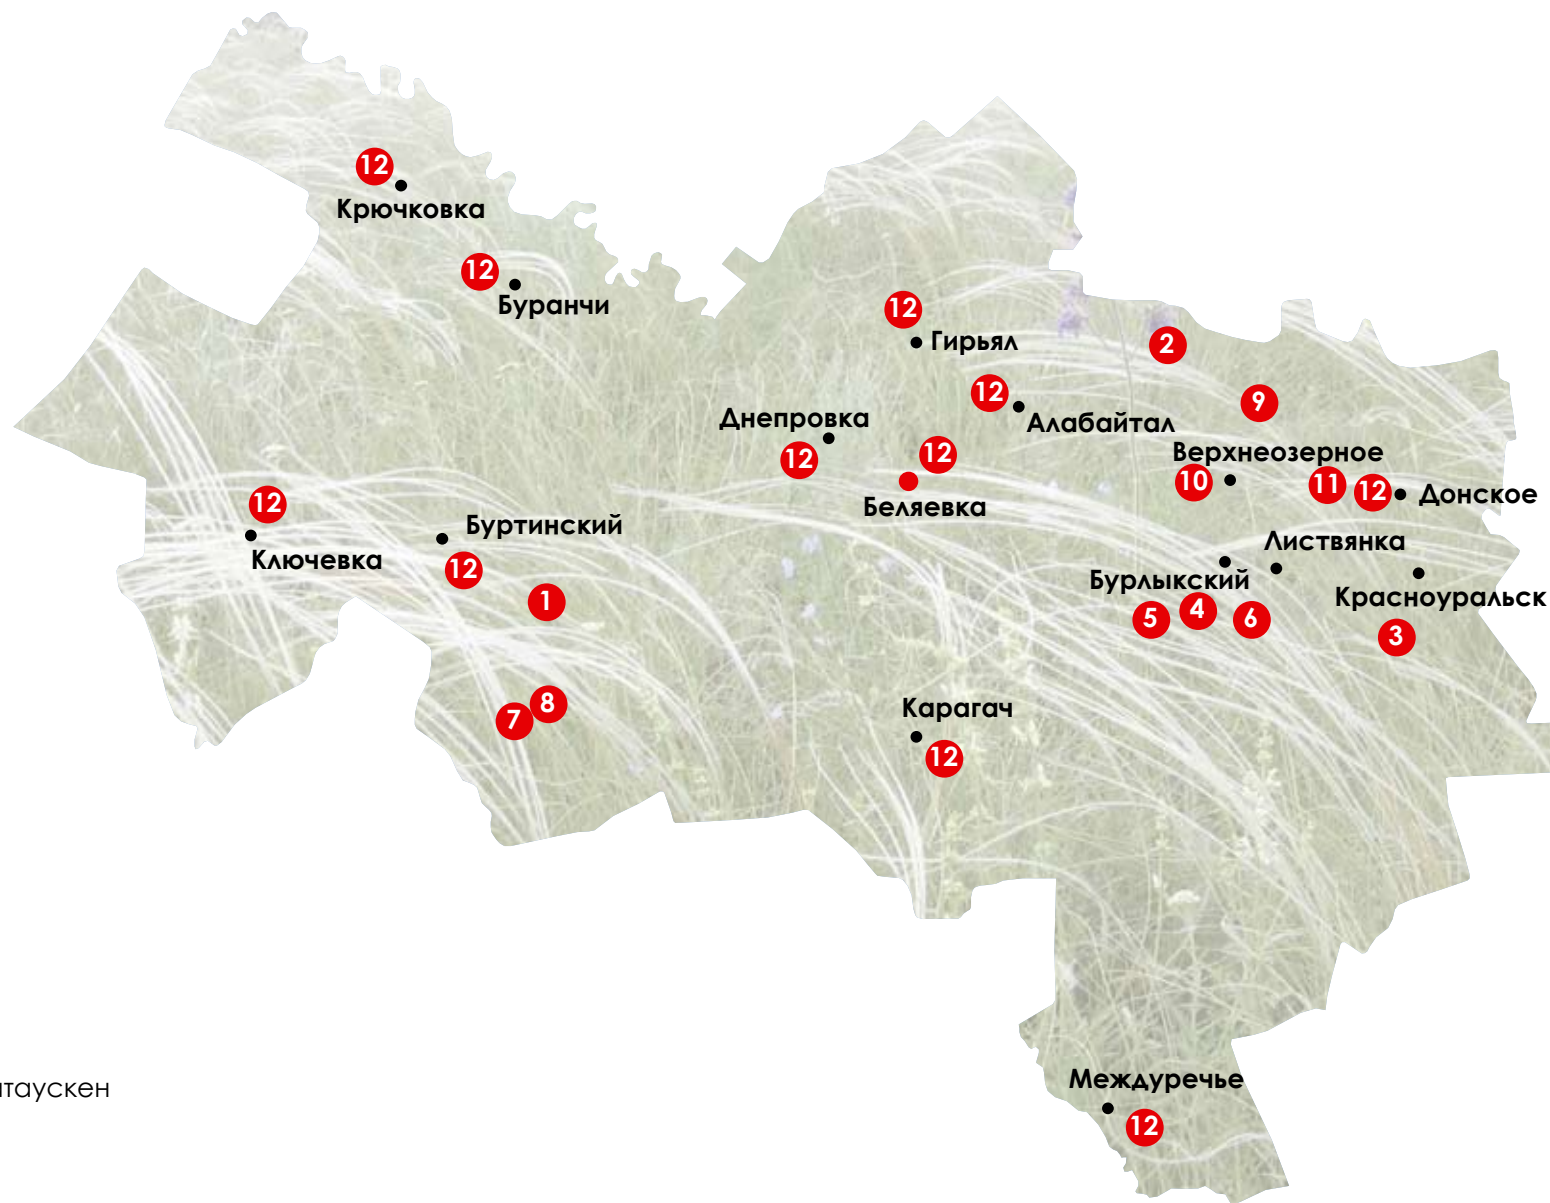 12
Крючковка
12
Буранчи
12
Гирьял
2
12
Алабайтал
9
Днепровка
12
12
Беляевка
Верхнеозерное
10
11
12
Донское
12
Ключевка
Буртинский
12
1
Листвянка
Бурлыкский
Красноуральск
5
4
6
3
7
8
Карагач
12
Междуречье
12